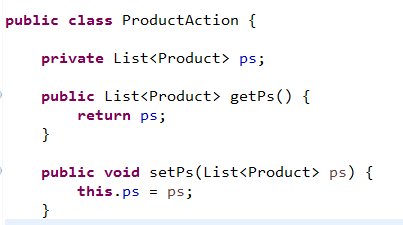 public class ProductAction {
private List<Product> ps;
public List<Product> getPs() {
return ps;
}
public void setPs(List<Product> ps) {
this.ps = ps;
}